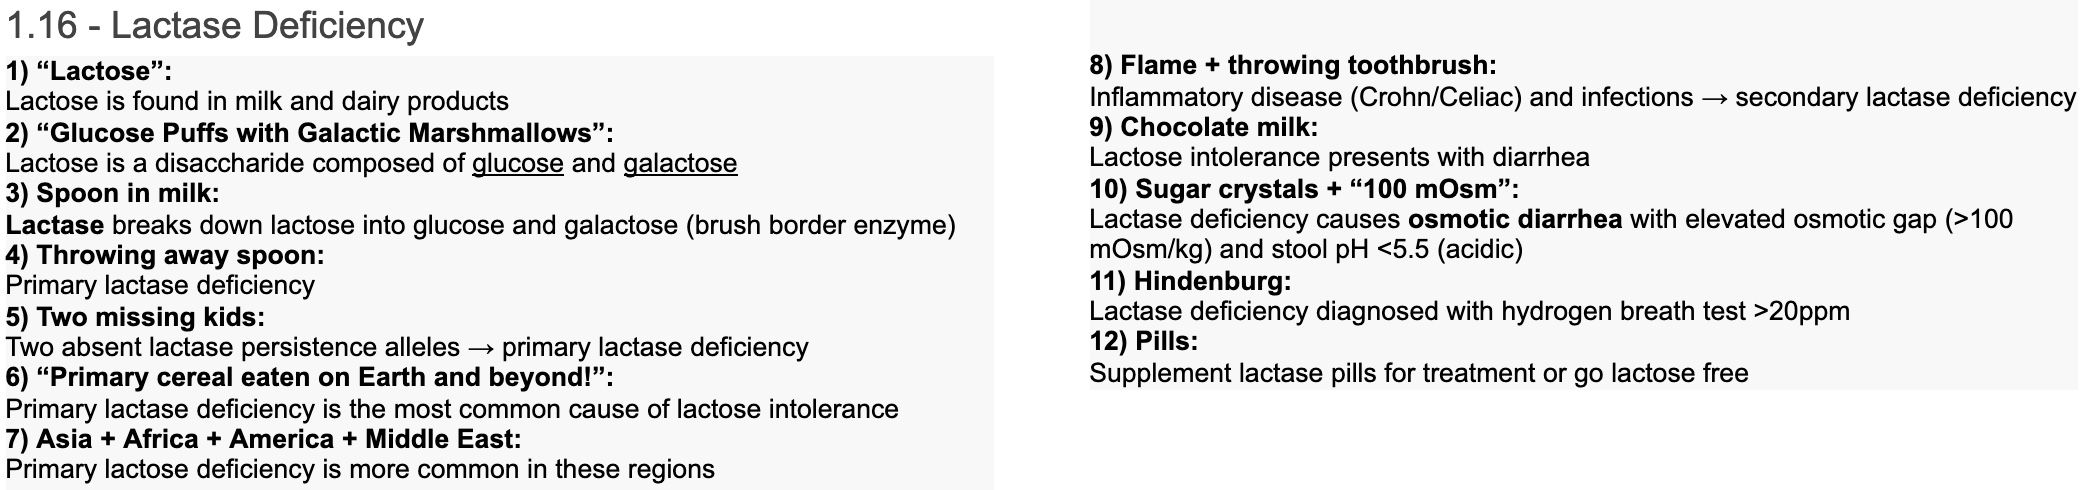 1.16 - Lactase Deficiency
1) “Lactose”:
Lactose is found in milk and dairy products
2) “Glucose Puffs with Galactic Marshmallows”:
Lactose is a disaccharide composed of glucose and galactose
3) Spoon in milk:
Lactase breaks down lactose into glucose and galactose (brush border enzyme)
4) Throwing away spoon:
Primary lactase deficiency
5) Two missing kids:
Two absent lactase persistence alleles → primary lactase deficiency
6) “Primary cereal eaten on Earth and beyond!”:
Primary lactase deficiency is the most common cause of lactose intolerance
7) Asia + Africa + America + Middle East:
Primary lactose deficiency is more common in these regions
8) Flame + throwing toothbrush:
Inflammatory disease (Crohn/Celiac) and infections → secondary lactase deficiency
9) Chocolate milk:
Lactose intolerance presents with diarrhea
10) Sugar crystals + “100 mOsm”:
Lactase deficiency causes osmotic diarrhea with elevated osmotic gap (>100
mOsm/kg) and stool pH <5.5 (acidic)
11) Hindenburg:
Lactase deficiency diagnosed with hydrogen breath test >20ppm
12) Pills:
Supplement lactase pills for treatment or go lactose free